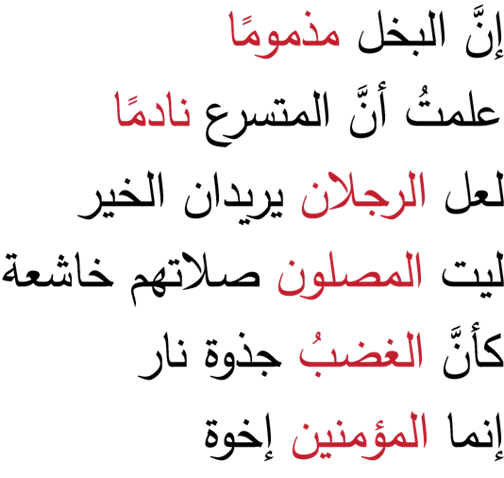 إنَّ البخل مذمومًا
علمتُ أنَّ المتسرع نادمًا
لعل الرجلان يريدان الخير
ليت المصلون صلاتهم خاشعة
كأنَّ الغضبُ جذوة نار
إنما المؤمنين إخوة